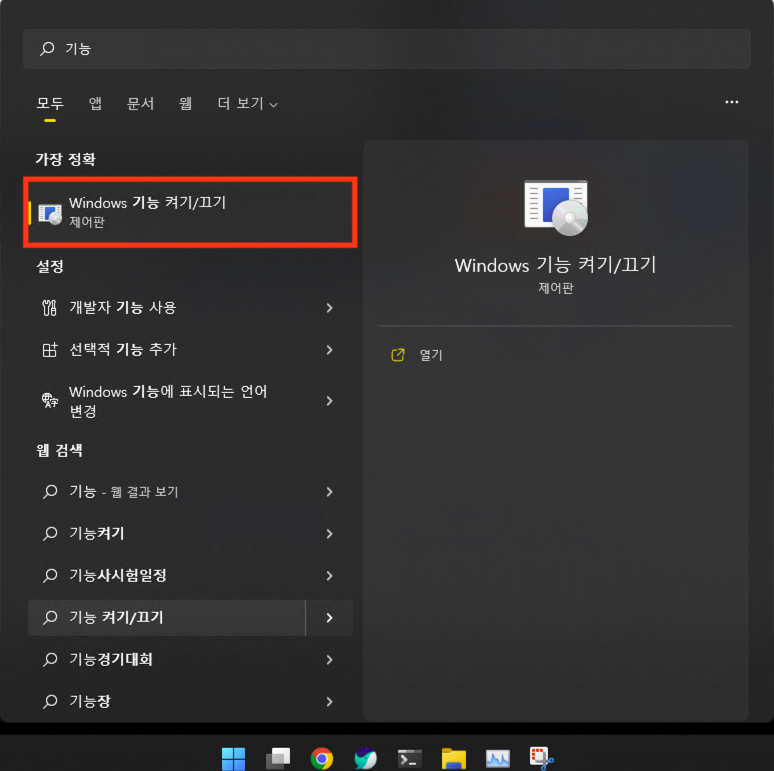 기능
모두 앱 문서 웹 더 보기
가장 정확
Windows 기능 켜기/끄기
제어판
설정
개발자 기능 사용
선택적 기능 추가
Windows 기능에 표시되는 언어
변경
웹 검색
기능 - 웹 결과 보기
기능켜기
기능사시험일정
기능 켜기/끄기
기능경기대회
기능장
Windows 기능 켜기/끄기
제어판
열기